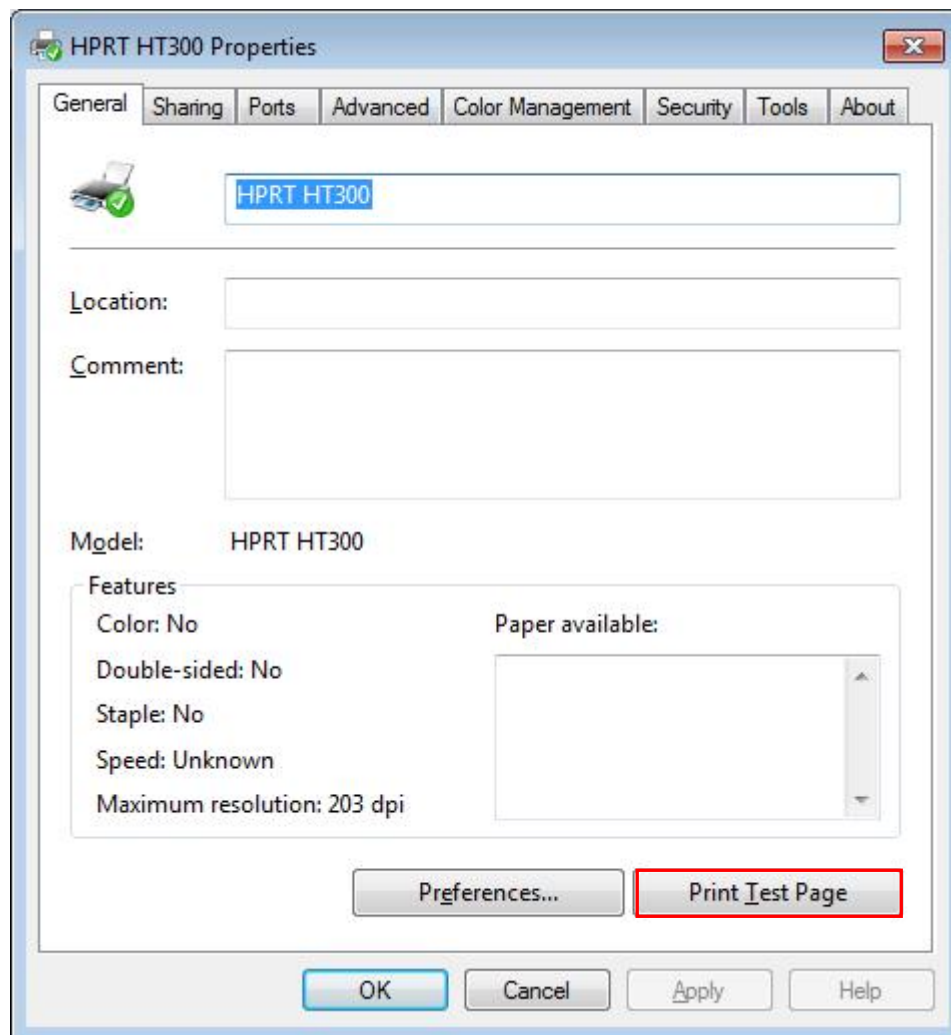 HPRT HT300 Properties
General Sharing Ports Advanced Color Management Security Tools About
HPRT HT300
Location:
Comment:
Model: HPRT HT300
Features
Color: No Paper available:
Double-sided: No
Staple: No
Speed: Unknown
Maximum resolution: 203 dpi
Preferences... Print Test Page
OK Cancel Apply Help